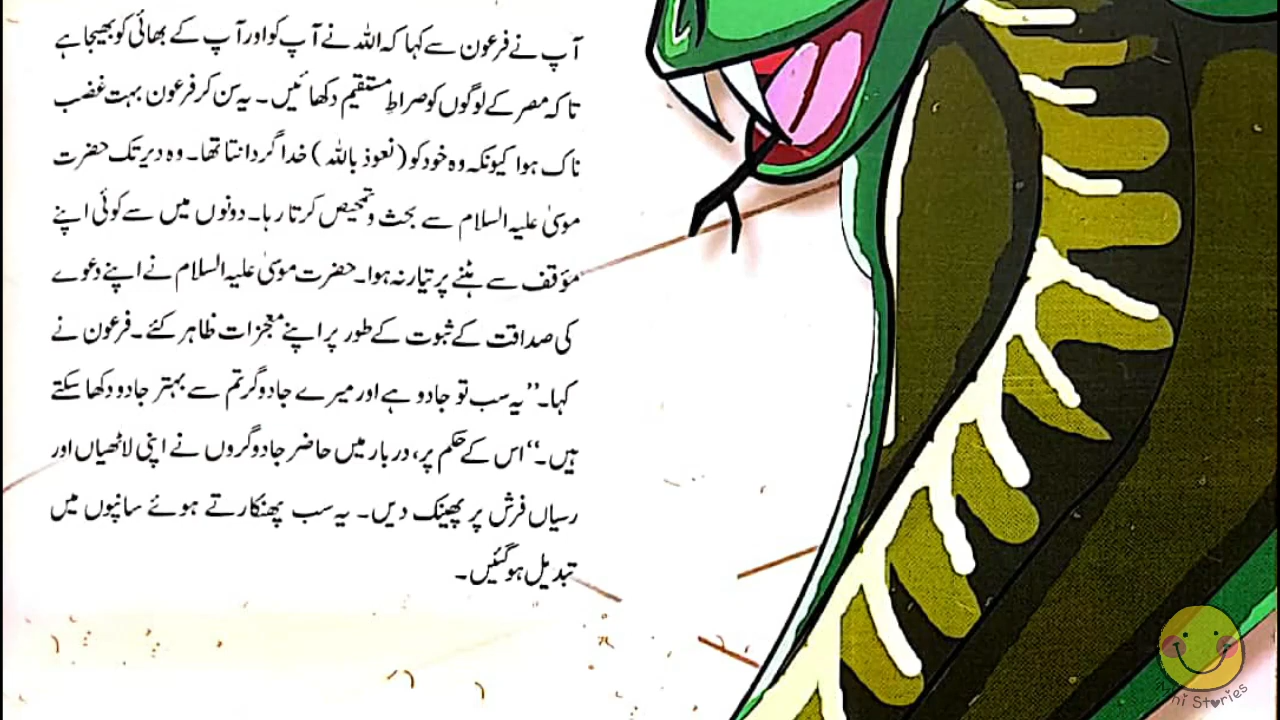 آپ نے فرعون سے کہا کہ اللہ نے آپ کو اور آپ کے بھائی کو بھیجا ہے
تاکہ مصر کے لوگوں کو صراطِ مستقیم دکھائیں۔ یہ سن کر فرعون بہت غضب
ناک ہوا کیونکہ وہ خود کو (نعوذ باللہ) خدا گردانتا تھا۔ وہ دیر تک حضرت
موسیٰ علیہ السلام سے بحث و تمحیص کرتا رہا۔ دونوں میں سے کوئی اپنے
مؤقف سے ہٹنے پر تیار نہ ہوا۔ حضرت موسیٰ علیہ السلام نے اپنے دعوے
کی صداقت کے ثبوت کے طور پر اپنے معجزات ظاہر کئے۔ فرعون نے
کہا۔ ”یہ سب تو جادو ہے اور میرے جادوگر تم سے بہتر جادو دکھا سکتے
ہیں۔“ اس کے حکم پر، دربار میں حاضر جادوگروں نے اپنی لاٹھیاں اور
رسیاں فرش پر پھینک دیں۔ یہ سب پھنکارتے ہوئے سانپوں میں
تبدیل ہوگئیں۔
Stories